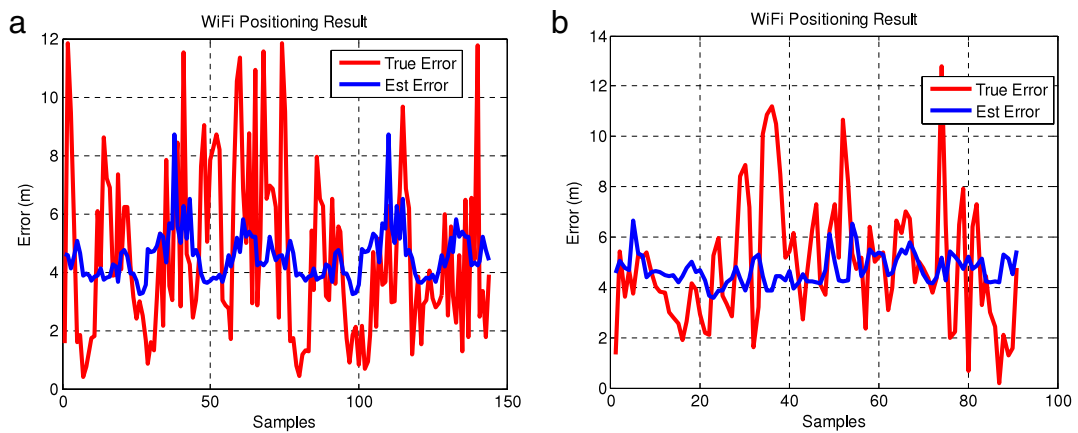 a
WiFi Positioning Result
12
10
8
6
4
2
0
Error (m)
True Error
Est Error
0
50
100
150
Samples
b
WiFi Positioning Result
14
12
10
8
6
4
2
0
Error (m)
True Error
Est Error
0
20
40
60
80
100
Samples